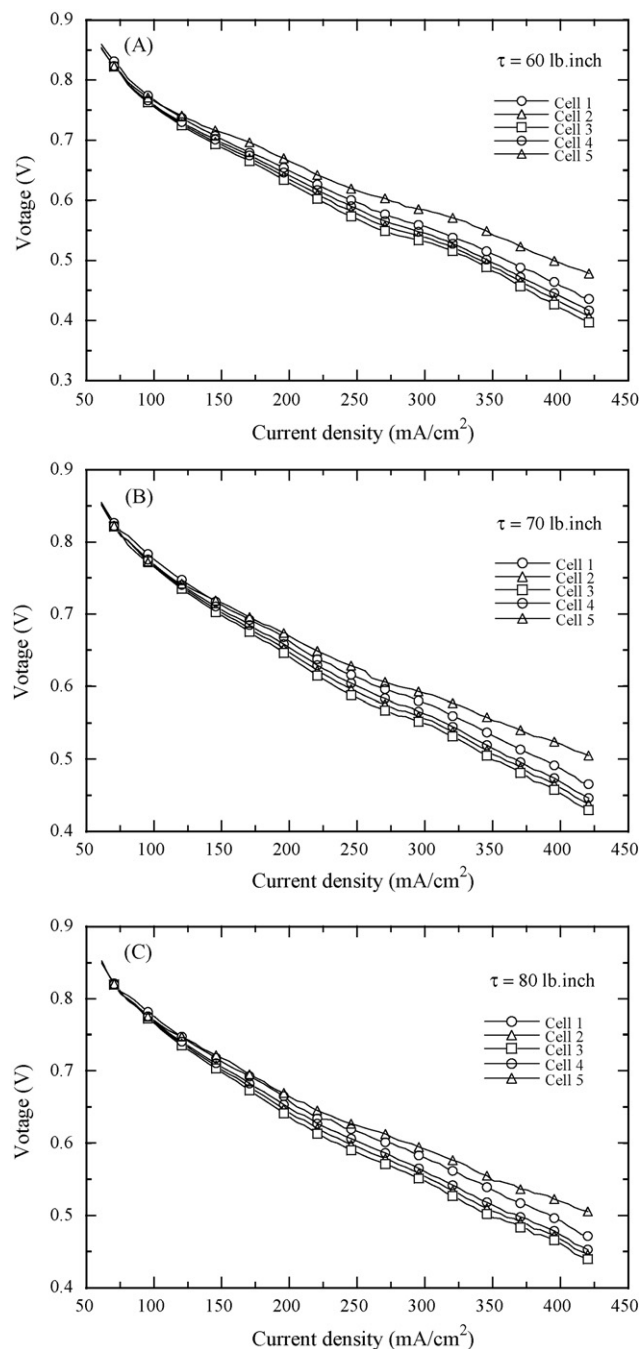 (A)
τ = 60 lb.inch
Cell 1
Cell 2
Cell 3
Cell 4
Cell 5
0.9
0.8
0.7
0.6
0.5
0.4
0.3
Votage (V)
50 100 150 200 250 300 350 400 450
Current density (mA/cm²)
(B)
τ = 70 lb.inch
Cell 1
Cell 2
Cell 3
Cell 4
Cell 5
0.9
0.8
0.7
0.6
0.5
0.4
Votage (V)
50 100 150 200 250 300 350 400 450
Current density (mA/cm²)
(C)
τ = 80 lb.inch
Cell 1
Cell 2
Cell 3
Cell 4
Cell 5
0.9
0.8
0.7
0.6
0.5
0.4
Votage (V)
50 100 150 200 250 300 350 400 450
Current density (mA/cm²)